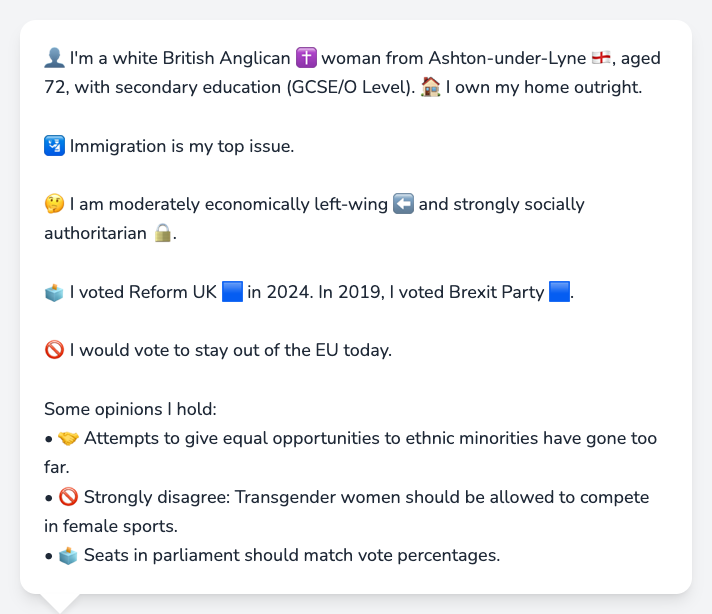 👤 I'm a white British Anglican ✝️ woman from Ashton-under-Lyne 🏴󠁧󠁢󠁥󠁮󠁧󠁿, aged
72, with secondary education (GCSE/O Level). 🏠 I own my home outright.
🛂 Immigration is my top issue.
🤔 I am moderately economically left-wing ⬅️ and strongly socially
authoritarian 🔒.
🗳️ I voted Reform UK 🟦 in 2024. In 2019, I voted Brexit Party 🟦.
🚫 I would vote to stay out of the EU today.
Some opinions I hold:
• 🤝 Attempts to give equal opportunities to ethnic minorities have gone too
far.
• 🚫 Strongly disagree: Transgender women should be allowed to compete
in female sports.
• 🗳️ Seats in parliament should match vote percentages.